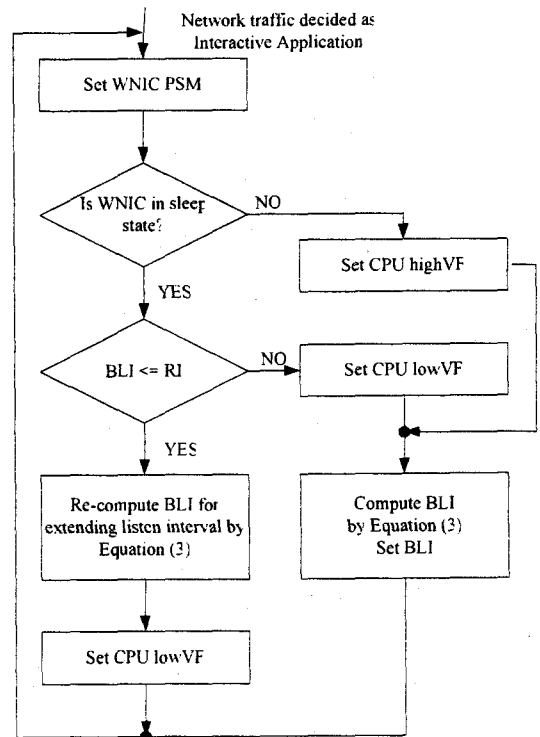 Network traffic decided as
Interactive Application
Set WNIC PSM
Is WNIC in sleep
state?
NO
Set CPU highVF
YES
BLI <= RI
NO
Set CPU lowVF
YES
Re-compute BLI for
extending listen interval by
Equation (3)
Compute BLI
by Equation (3)
Set BLI
Set CPU lowVF